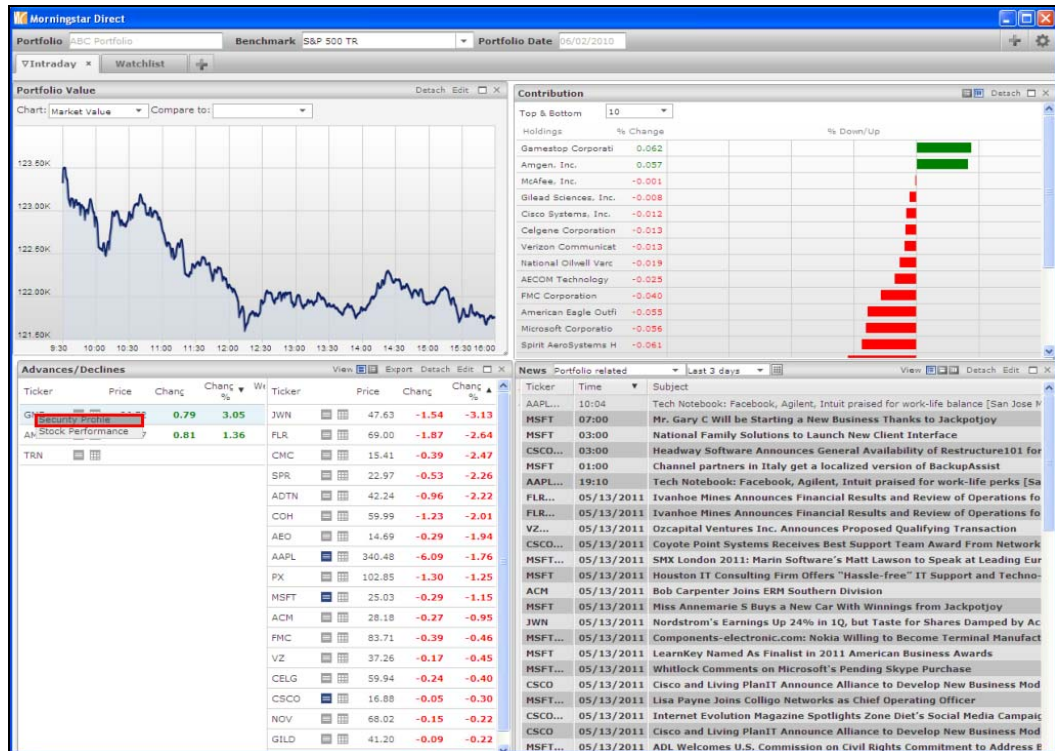 Morningstar Direct
Portfolio ABC Portfolio Benchmark S&P 500 TR Portfolio Date 06/02/2010
Intraday × Watchlist
Portfolio Value Detach Edit
Chart: Market Value Compare to:
123.50K
123.00K
122.50K
122.00K
121.50K
9:30 10:00 10:30 11:00 11:30 12:00 12:30 13:00 13:30 14:00 14:30 15:00 15:30 16:00
Contribution Detach
Top & Bottom 10
Holdings % Change % Down/Up
Gamestop Corporati 0.062
Amgen, Inc. 0.057
McAfee, Inc. -0.001
Gilead Sciences, Inc. -0.008
Cisco Systems, Inc. -0.012
Celgene Corporation -0.013
Verizon Communicat -0.013
National Oilwell Varc -0.019
AECOM Technology -0.025
FMC Corporation -0.040
American Eagle Outfi -0.055
Microsoft Corporatio -0.056
Spirit AeroSystems H -0.061
Advances/Declines View Export Detach Edit
Ticker Price Chang Chang %
0.79 3.05
Security Profile
Stock Performance
0.81 1.36
TRN
Ticker Price Chang Chang %
JWN 47.63 -1.54 -3.13
FLR 69.00 -1.87 -2.64
CMC 15.41 -0.39 -2.47
SPR 22.97 -0.53 -2.26
ADTN 42.24 -0.96 -2.22
COH 59.99 -1.23 -2.01
AEO 14.69 -0.29 -1.94
AAPL 340.48 -6.09 -1.76
PX 102.85 -1.30 -1.25
MSFT 25.03 -0.29 -1.15
ACM 28.18 -0.27 -0.95
FMC 83.71 -0.39 -0.46
VZ 37.26 -0.17 -0.45
CELG 59.94 -0.24 -0.40
CSCO 16.88 -0.05 -0.30
NOV 68.02 -0.15 -0.22
GILD 41.20 -0.09 -0.22
News Portfolio related Last 3 days View Detach Edit
Ticker Time Subject
AAPL... 10:04 Tech Notebook: Facebook, Agilent, Intuit praised for work-life balance [San Jose M
MSFT 07:00 Mr. Gary C Will be Starting a New Business Thanks to Jackpotjoy
MSFT 03:00 National Family Solutions to Launch New Client Interface
CSCO... 03:00 Headway Software Announces General Availability of Restructure101 for
MSFT 01:00 Channel partners in Italy get a localized version of BackupAssist
AAPL... 19:10 Tech Notebook: Facebook, Agilent, Intuit praised for work-life perks [Sa
FLR... 05/13/2011 Ivanhoe Mines Announces Financial Results and Review of Operations fo
FLR... 05/13/2011 Ivanhoe Mines Announces Financial Results and Review of Operations fo
VZ... 05/13/2011 Ozcapital Ventures Inc. Announces Proposed Qualifying Transaction
CSCO... 05/13/2011 Coyote Point Systems Receives Best Support Team Award From Network
MSFT... 05/13/2011 SMX London 2011: Marin Software's Matt Lawson to Speak at Leading Eur
MSFT 05/13/2011 Houston IT Consulting Firm Offers "Hassle-free" IT Support and Techno-
ACM 05/13/2011 Bob Carpenter Joins ERM Southern Division
MSFT 05/13/2011 Miss Annemarie S Buys a New Car With Winnings from Jackpotjoy
JWN 05/13/2011 Nordstrom's Earnings Up 24% in 1Q, but Taste for Shares Damped by Ac
MSFT... 05/13/2011 Components-electronic.com: Nokia Willing to Become Terminal Manufact
MSFT 05/13/2011 LearnKey Named As Finalist in 2011 American Business Awards
MSFT 05/13/2011 Whitlock Comments on Microsoft's Pending Skype Purchase
CSCO 05/13/2011 Cisco and Living PlanIT Announce Alliance to Develop New Business Mod
MSFT... 05/13/2011 Lisa Payne Joins Colligo Networks as Chief Operating Officer
CSCO... 05/13/2011 Internet Evolution Magazine Spotlights Zone Diet's Social Media Campaig
CSCO 05/13/2011 Cisco and Living PlanIT Announce Alliance to Develop New Business Mod
MSFT... 05/13/2011 ADL Welcomes U.S. Commission on Civil Rights Commitment to Address B